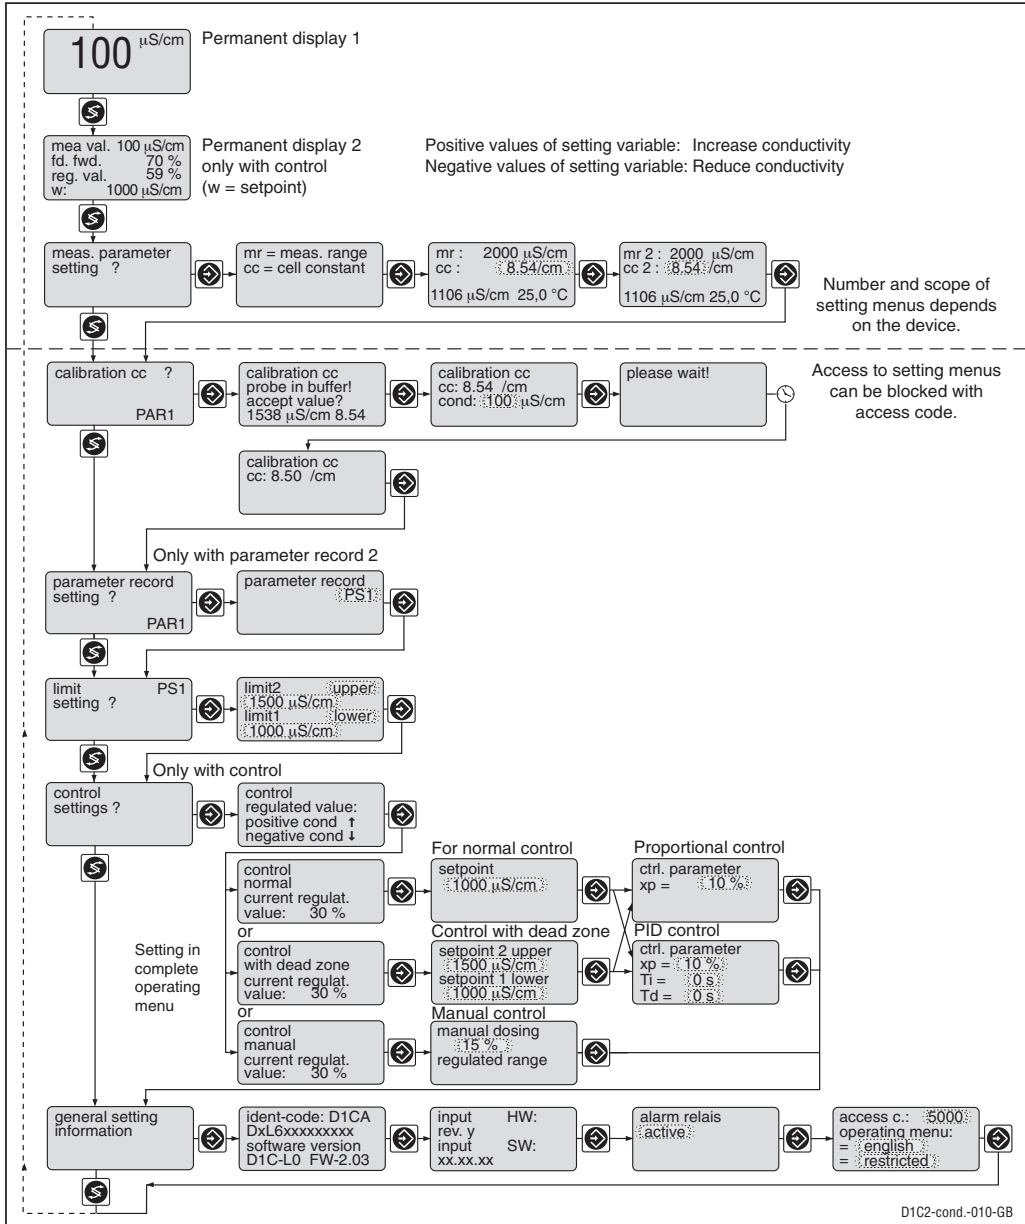 100 µS/cm
Permanent display 1
mea val. 100 µS/cm
fd. fwd. 70 %
reg. val. 59 %
w: 1000 µS/cm
Permanent display 2
only with control
(w = setpoint)
Positive values of setting variable: Increase conductivity
Negative values of setting variable: Reduce conductivity
meas. parameter
setting ?
mr = meas. range
cc = cell constant
mr : 2000 µS/cm
cc : 8.54/cm
1106 µS/cm 25,0 °C
mr 2 : 2000 µS/cm
cc 2 : 8.54 /cm
1106 µS/cm 25,0 °C
Number and scope of
setting menus depends
on the device.
calibration cc ?
PAR1
calibration cc
probe in buffer!
accept value?
1538 µS/cm 8.54
calibration cc
cc: 8.54 /cm
cond: 100 µS/cm
please wait!
Access to setting menus
can be blocked with
access code.
calibration cc
cc: 8.50 /cm
Only with parameter record 2
parameter record
setting ?
PAR1
parameter record
PS1
limit PS1
setting ?
limit2 upper
1500 µS/cm
limit1 lower
1000 µS/cm
Only with control
control
settings ?
control
regulated value:
positive cond ↑
negative cond ↓
For normal control
Proportional control
control
normal
current regulat.
value: 30 %
setpoint
1000 µS/cm
ctrl. parameter
xp = 10 %
or
Control with dead zone
PID control
Setting in
complete
operating
menu
control
with dead zone
current regulat.
value: 30 %
setpoint 2 upper
1500 µS/cm
setpoint 1 lower
1000 µS/cm
ctrl. parameter
xp = 10 %
Ti = 0 s
Td = 0 s
or
Manual control
control
manual
current regulat.
value: 30 %
manual dosing
15 %
regulated range
general setting
information
ident-code: D1CA
DxL6xxxxxxxxx
software version
D1C-L0 FW-2.03
input HW:
rev. y
input SW:
xx.xx.xx
alarm relais
active
access c.: 5000
operating menu:
= english
= restricted
D1C2-cond.-010-GB